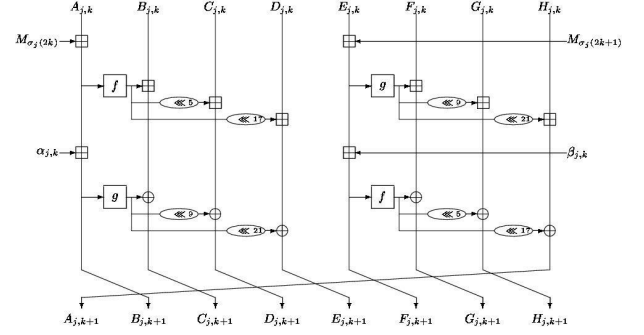 A_{j,k} B_{j,k} C_{j,k} D_{j,k} E_{j,k} F_{j,k} G_{j,k} H_{j,k}
M_{σ_j(2k)} M_{σ_j(2k+1)}
f g
⋘ 5 ⋘ 9
⋘ 17 ⋘ 21
α_{j,k} β_{j,k}
g f
⋘ 9 ⋘ 5
⋘ 21 ⋘ 17
A_{j,k+1} B_{j,k+1} C_{j,k+1} D_{j,k+1} E_{j,k+1} F_{j,k+1} G_{j,k+1} H_{j,k+1}